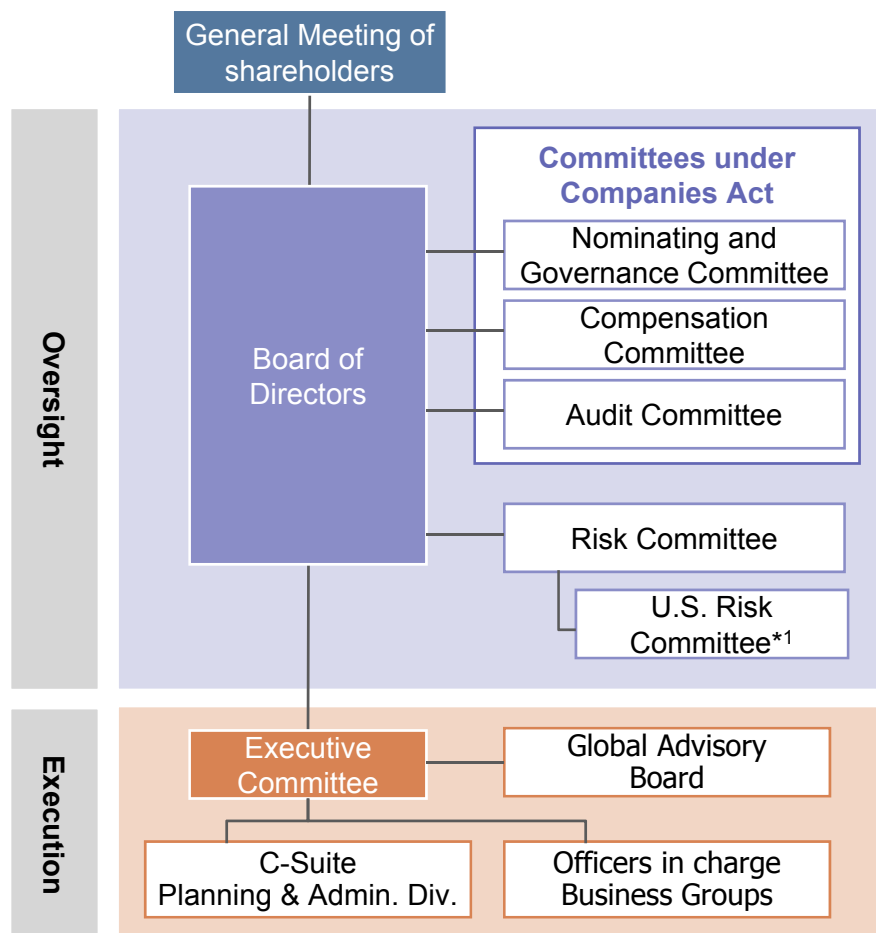 General Meeting of
shareholders
Oversight
Committees under
Companies Act
Nominating and
Governance Committee
Compensation
Committee
Board of
Directors
Audit Committee
Risk Committee
U.S. Risk
Committee*1
Execution
Executive
Committee
Global Advisory
Board
C-Suite
Planning & Admin. Div.
Officers in charge
Business Groups